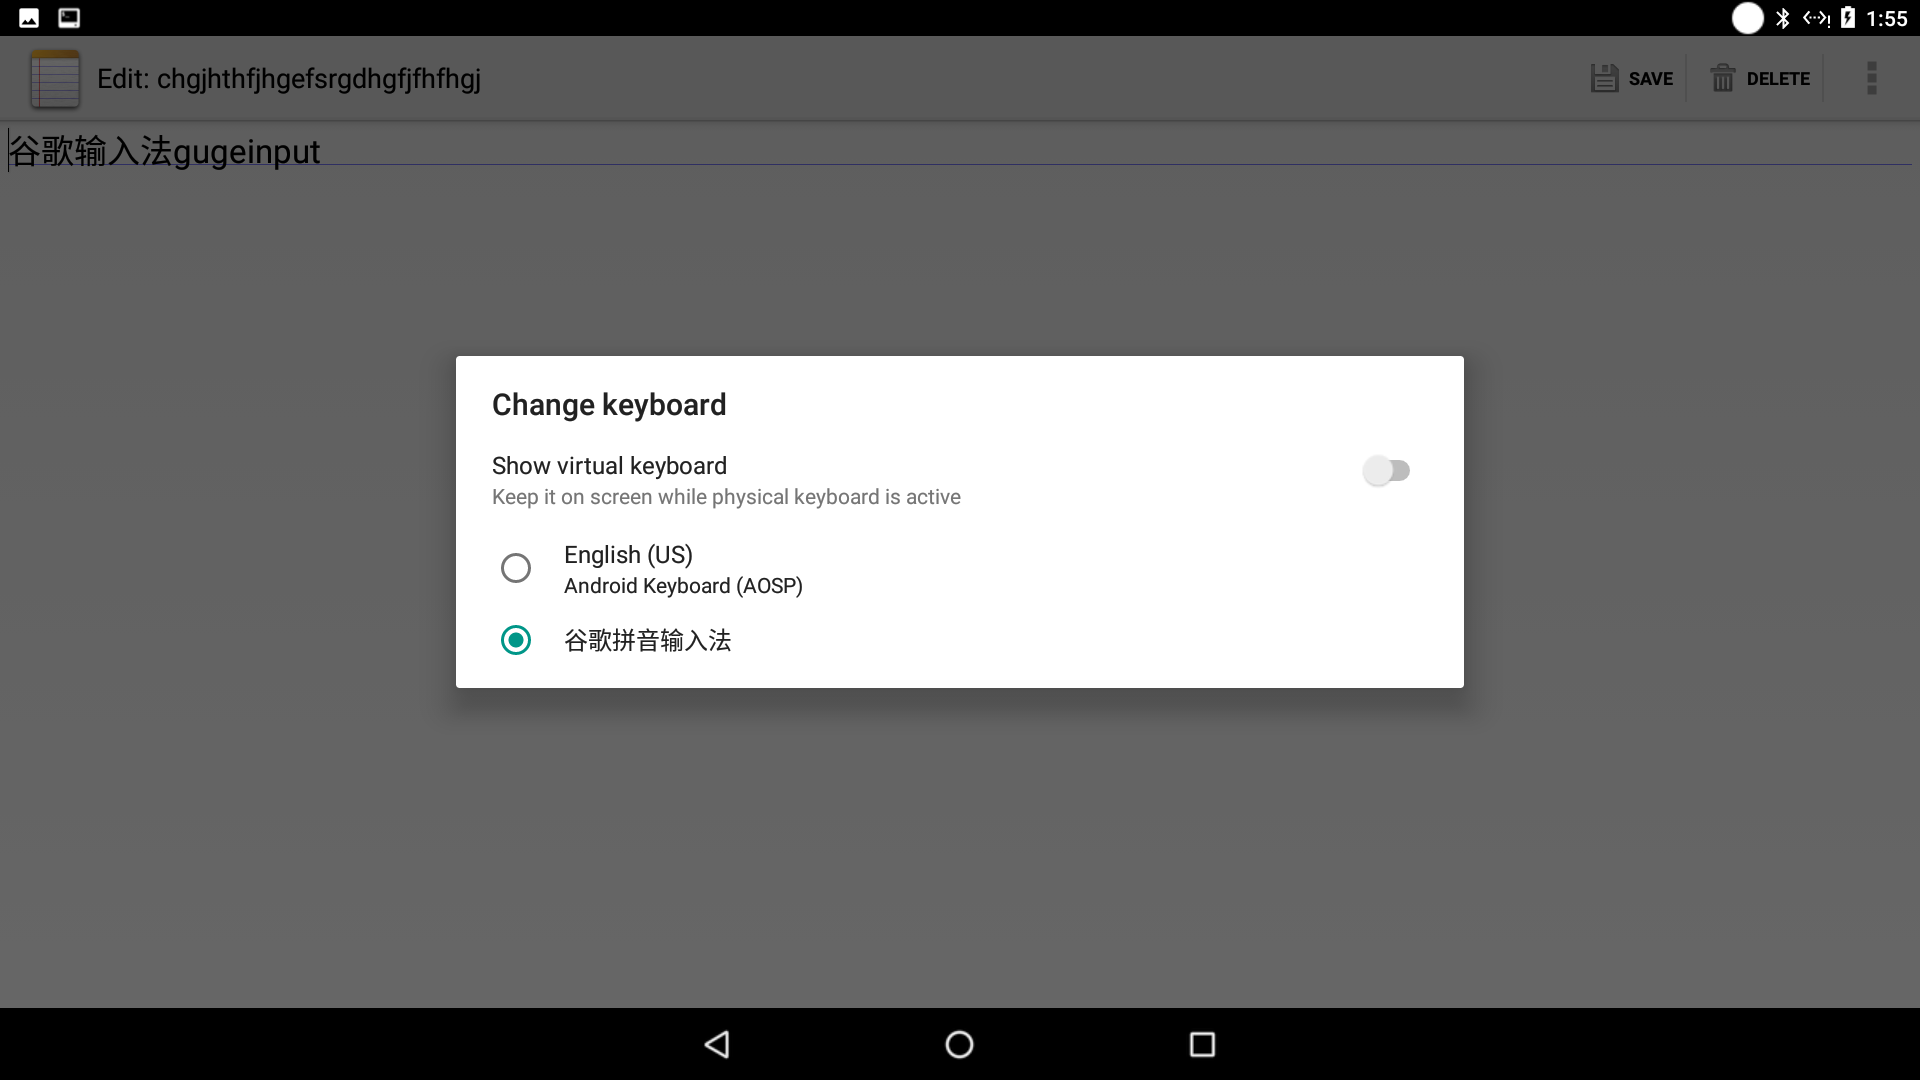 1:55
Edit: chgjhthfjhgefsrgdhgfjfhfhgj
SAVE
DELETE
谷歌输入法gugeinput
Change keyboard
Show virtual keyboard
Keep it on screen while physical keyboard is active
English (US)
Android Keyboard (AOSP)
谷歌拼音输入法